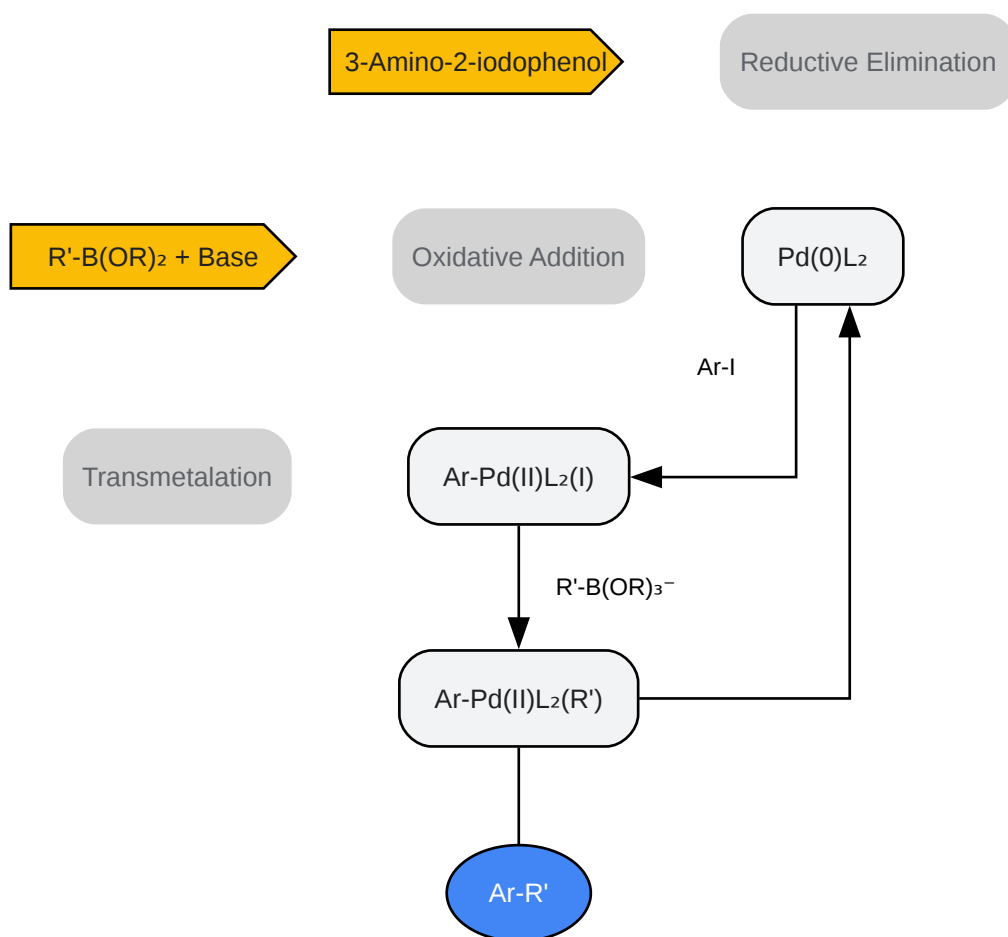 3-Amino-2-iodophenol
Reductive Elimination
R'-B(OR)₂ + Base
Oxidative Addition
Pd(0)L₂
Ar-I
Transmetalation
Ar-Pd(II)L₂(I)
R'-B(OR)₃⁻
Ar-Pd(II)L₂(R')
Ar-R'